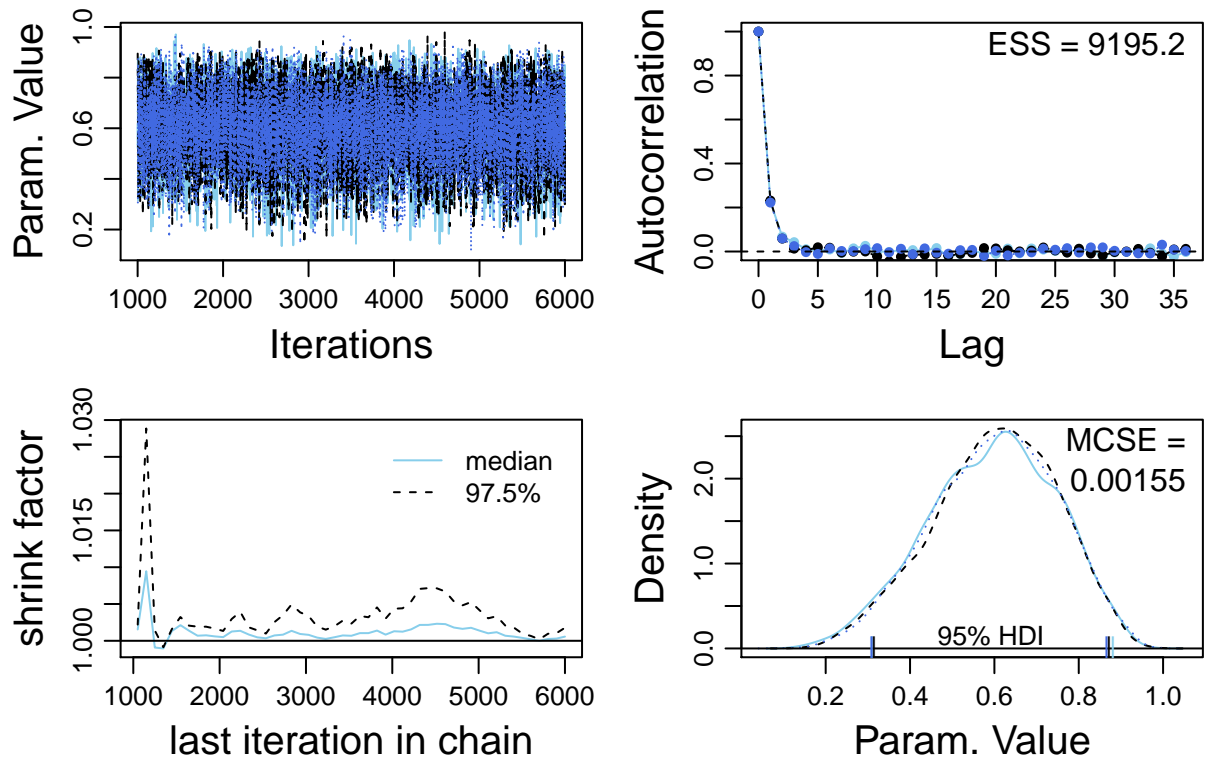 Param. Value
1.0
0.6
0.2
1000 2000 3000 4000 5000 6000
Iterations
Autocorrelation
ESS = 9195.2
0.8
0.4
0.0
0 5 10 15 20 25 30 35
Lag
shrink factor
1.030
1.015
1.000
median
97.5%
1000 2000 3000 4000 5000 6000
last iteration in chain
Density
MCSE =
0.00155
2.0
1.0
0.0
95% HDI
0.2 0.4 0.6 0.8 1.0
Param. Value